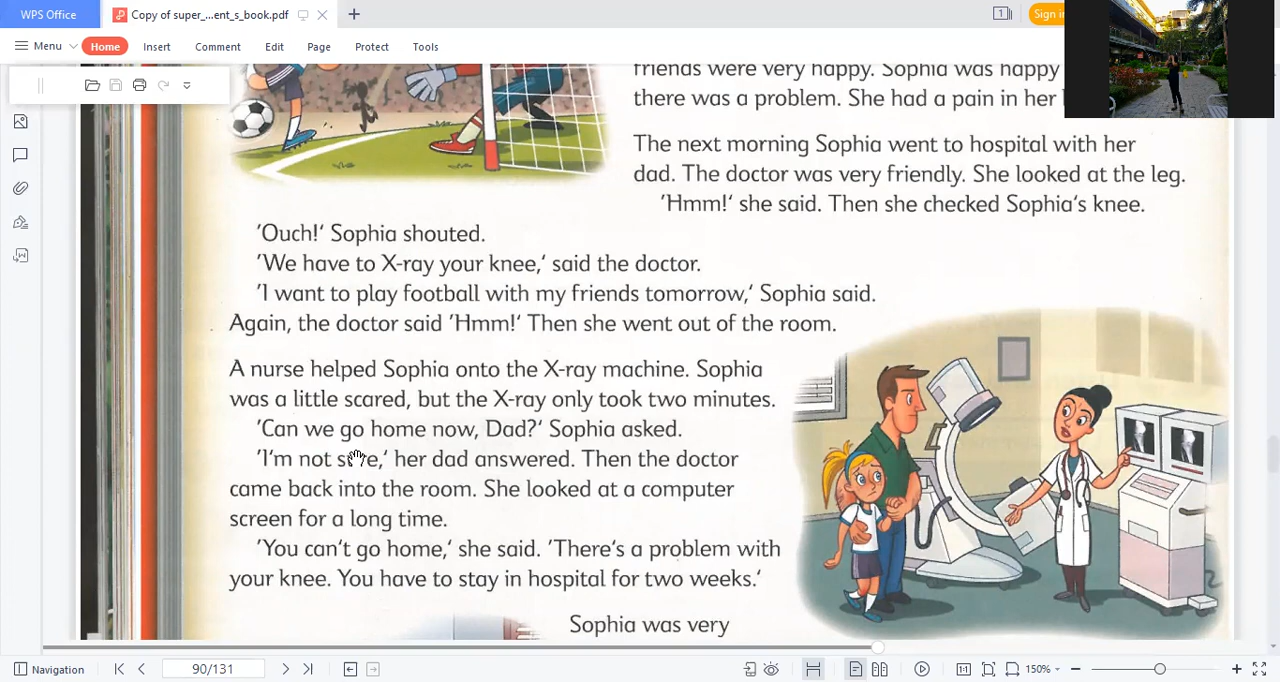 WPS Office
Copy of super_...ent_s_book.pdf
1
Sign in
Menu
Home
Insert
Comment
Edit
Page
Protect
Tools
friends were very happy. Sophia was happy
there was a problem. She had a pain in her
The next morning Sophia went to hospital with her
dad. The doctor was very friendly. She looked at the leg.
'Hmm!' she said. Then she checked Sophia's knee.
'Ouch!' Sophia shouted.
'We have to X-ray your knee,' said the doctor.
'I want to play football with my friends tomorrow,' Sophia said.
Again, the doctor said 'Hmm!' Then she went out of the room.
A nurse helped Sophia onto the X-ray machine. Sophia
was a little scared, but the X-ray only took two minutes.
'Can we go home now, Dad?' Sophia asked.
'I'm not sure,' her dad answered. Then the doctor
came back into the room. She looked at a computer
screen for a long time.
'You can't go home,' she said. 'There's a problem with
your knee. You have to stay in hospital for two weeks.'
Sophia was very
Navigation
90/131
150%